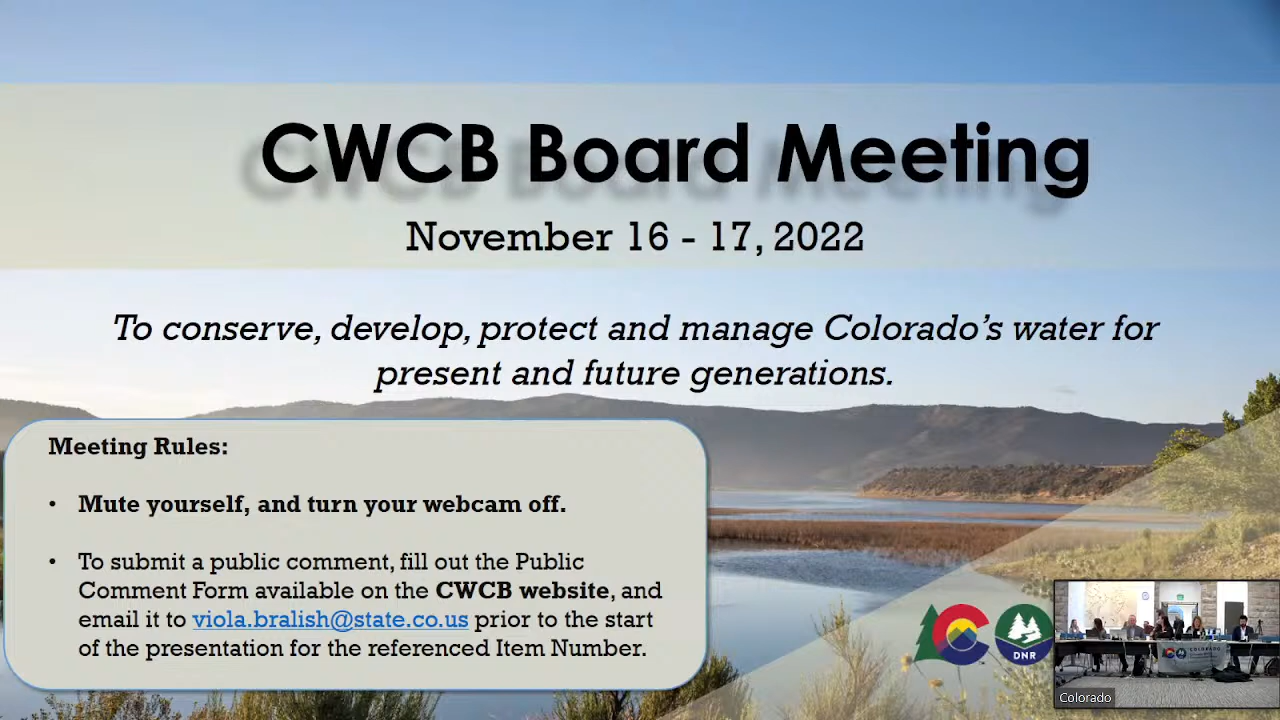 CWCB Board Meeting
November 16 - 17, 2022
To conserve, develop, protect and manage Colorado's water for
present and future generations.
Meeting Rules:
• Mute yourself, and turn your webcam off.
• To submit a public comment, fill out the Public
Comment Form available on the CWCB website, and
email it to viola.bralish@state.co.us prior to the start
of the presentation for the referenced Item Number.
DNR
COLORADO
Colorado